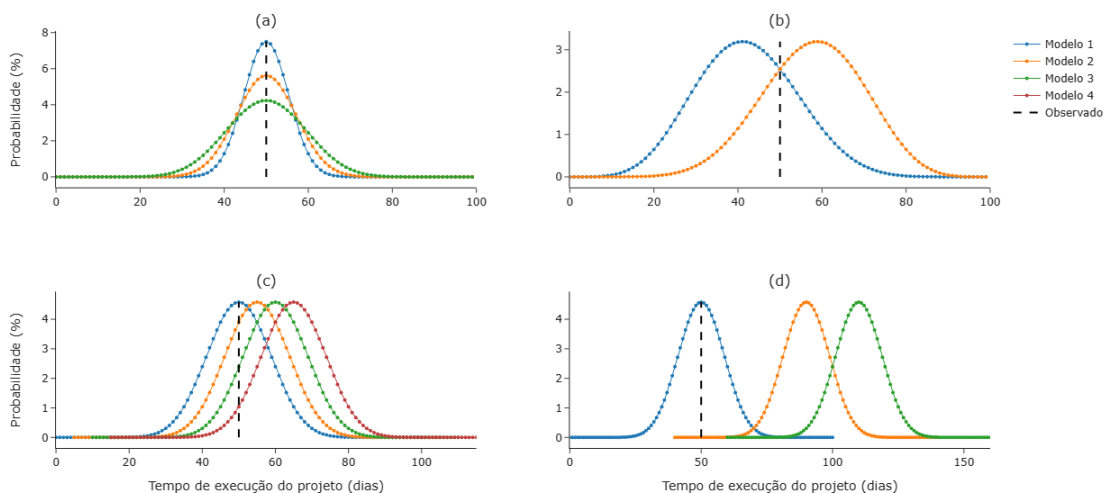 (a)
(b)
Probabilidade (%)
8
6
4
2
0
0 20 40 60 80 100
3
2
1
0
0 20 40 60 80 100
Modelo 1
Modelo 2
Modelo 3
Modelo 4
Observado
(c)
(d)
Probabilidade (%)
4
3
2
1
0
0 20 40 60 80 100
Tempo de execução do projeto (dias)
4
3
2
1
0
0 50 100 150
Tempo de execução do projeto (dias)